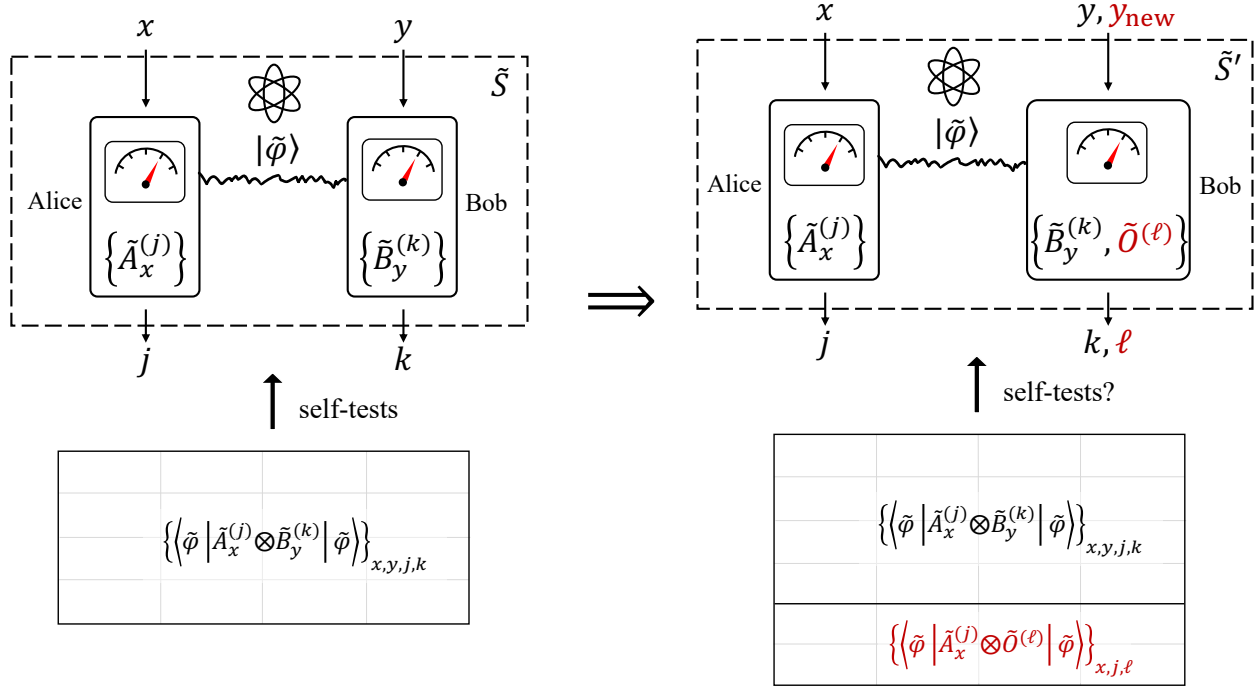 x
y
S̃
|φ̃⟩
Alice
Bob
{Ã_x^(j)}
{B̃_y^(k)}
j
k
self-tests
{⟨φ̃|Ã_x^(j)⊗B̃_y^(k)|φ̃⟩}_{x,y,j,k}
⟹
x
y, y_new
S̃′
|φ̃⟩
Alice
Bob
{Ã_x^(j)}
{B̃_y^(k), Õ^(ℓ)}
j
k, ℓ
self-tests?
{⟨φ̃|Ã_x^(j)⊗B̃_y^(k)|φ̃⟩}_{x,y,j,k}
{⟨φ̃|Ã_x^(j)⊗Õ^(ℓ)|φ̃⟩}_{x,j,ℓ}